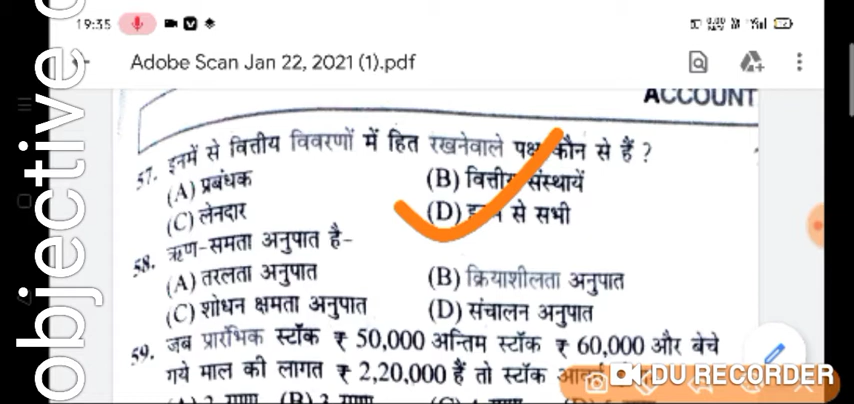 19:35
Adobe Scan Jan 22, 2021 (1).pdf
objective
ACCOUNT
57. इनमें से वित्तीय विवरणों में हित रखनेवाले पक्ष कौन से हैं ?
(A) प्रबंधक (B) वित्तीय संस्थायें
(C) लेनदार (D) इनमें से सभी
58. ऋण-समता अनुपात है-
(A) तरलता अनुपात (B) क्रियाशीलता अनुपात
(C) शोधन क्षमता अनुपात (D) संचालन अनुपात
59. जब प्रारंभिक स्टॉक ₹ 50,000 अन्तिम स्टॉक ₹ 60,000 और बेचे
गये माल की लागत ₹ 2,20,000 हैं तो स्टॉक
DU RECORDER